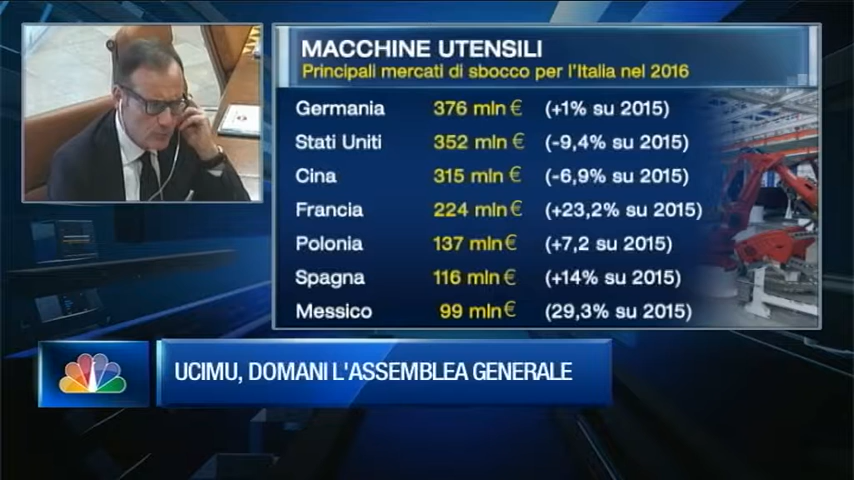 MACCHINE UTENSILI
Principali mercati di sbocco per l'Italia nel 2016
Germania 376 mln € (+1% su 2015)
Stati Uniti 352 mln € (-9,4% su 2015)
Cina 315 mln € (-6,9% su 2015)
Francia 224 mln € (+23,2% su 2015)
Polonia 137 mln € (+7,2 su 2015)
Spagna 116 mln € (+14% su 2015)
Messico 99 mln € (29,3% su 2015)
UCIMU, DOMANI L'ASSEMBLEA GENERALE